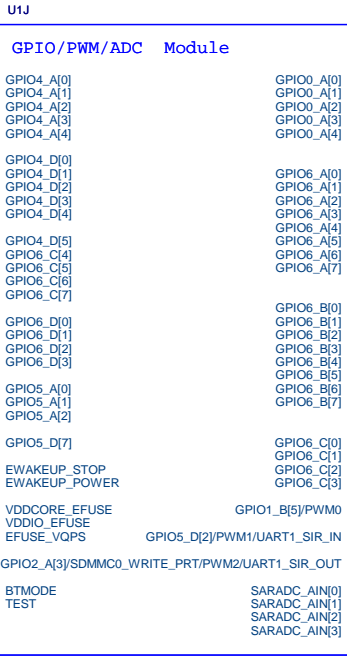 U1J
GPIO/PWM/ADC Module
GPIO4_A[0] GPIO0_A[0]
GPIO4_A[1] GPIO0_A[1]
GPIO4_A[2] GPIO0_A[2]
GPIO4_A[3] GPIO0_A[3]
GPIO4_A[4] GPIO0_A[4]
GPIO4_D[0]
GPIO4_D[1] GPIO6_A[0]
GPIO4_D[2] GPIO6_A[1]
GPIO4_D[3] GPIO6_A[2]
GPIO4_D[4] GPIO6_A[3]
GPIO6_A[4]
GPIO4_D[5] GPIO6_A[5]
GPIO6_C[4] GPIO6_A[6]
GPIO6_C[5] GPIO6_A[7]
GPIO6_C[6]
GPIO6_C[7]
GPIO6_B[0]
GPIO6_D[0] GPIO6_B[1]
GPIO6_D[1] GPIO6_B[2]
GPIO6_D[2] GPIO6_B[3]
GPIO6_D[3] GPIO6_B[4]
GPIO6_B[5]
GPIO5_A[0] GPIO6_B[6]
GPIO5_A[1] GPIO6_B[7]
GPIO5_A[2]
GPIO5_D[7] GPIO6_C[0]
GPIO6_C[1]
EWAKEUP_STOP GPIO6_C[2]
EWAKEUP_POWER GPIO6_C[3]
VDDCORE_EFUSE GPIO1_B[5]/PWM0
VDDIO_EFUSE
EFUSE_VQPS GPIO5_D[2]/PWM1/UART1_SIR_IN
GPIO2_A[3]/SDMMC0_WRITE_PRT/PWM2/UART1_SIR_OUT
BTMODE SARADC_AIN[0]
TEST SARADC_AIN[1]
SARADC_AIN[2]
SARADC_AIN[3]